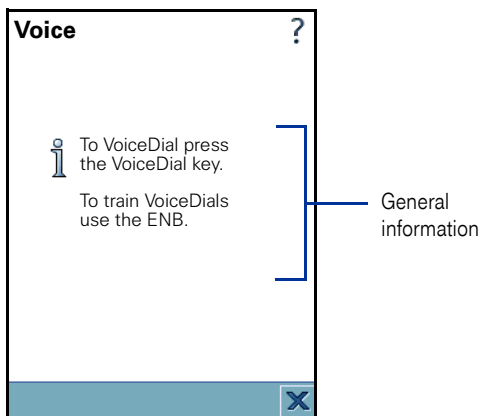 Voice ?
To VoiceDial press
the VoiceDial key.
To train VoiceDials
use the ENB.
General
information